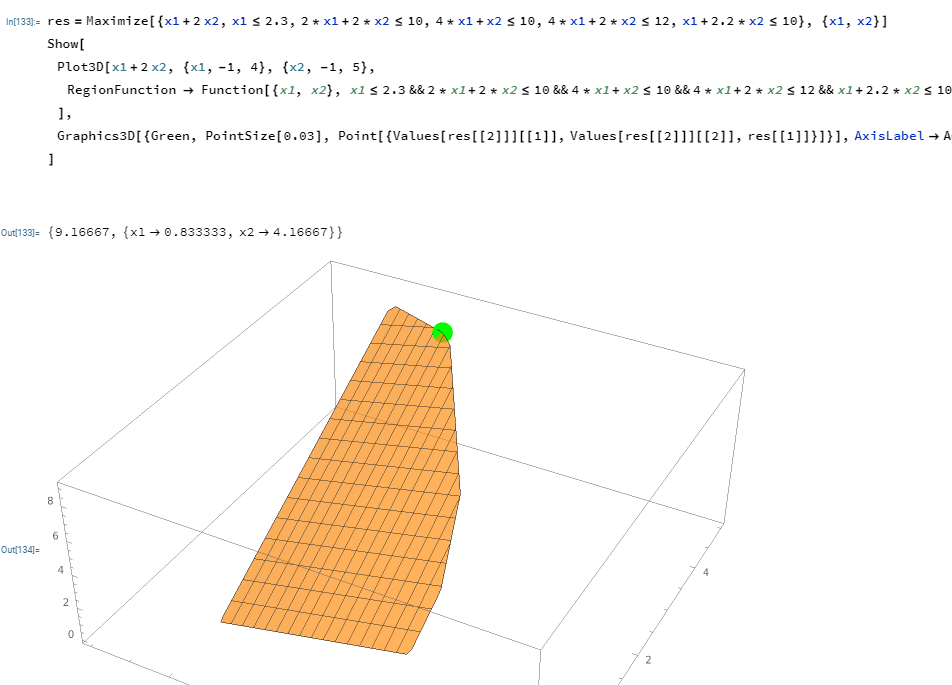 In[133]:= res = Maximize[{x1 + 2 x2, x1 ≤ 2.3, 2 * x1 + 2 * x2 ≤ 10, 4 * x1 + x2 ≤ 10, 4 * x1 + 2 * x2 ≤ 12, x1 + 2.2 * x2 ≤ 10}, {x1, x2}]
Show[
Plot3D[x1 + 2 x2, {x1, -1, 4}, {x2, -1, 5},
RegionFunction → Function[{x1, x2}, x1 ≤ 2.3 && 2 * x1 + 2 * x2 ≤ 10 && 4 * x1 + x2 ≤ 10 && 4 * x1 + 2 * x2 ≤ 12 && x1 + 2.2 * x2 ≤ 10
],
Graphics3D[{Green, PointSize[0.03], Point[{Values[res[[2]]][[1]], Values[res[[2]]][[2]], res[[1]]}]}], AxisLabel → A
]
Out[133]= {9.16667, {x1 → 0.833333, x2 → 4.16667}}
8
6
Out[134]=
4
4
2
0
2